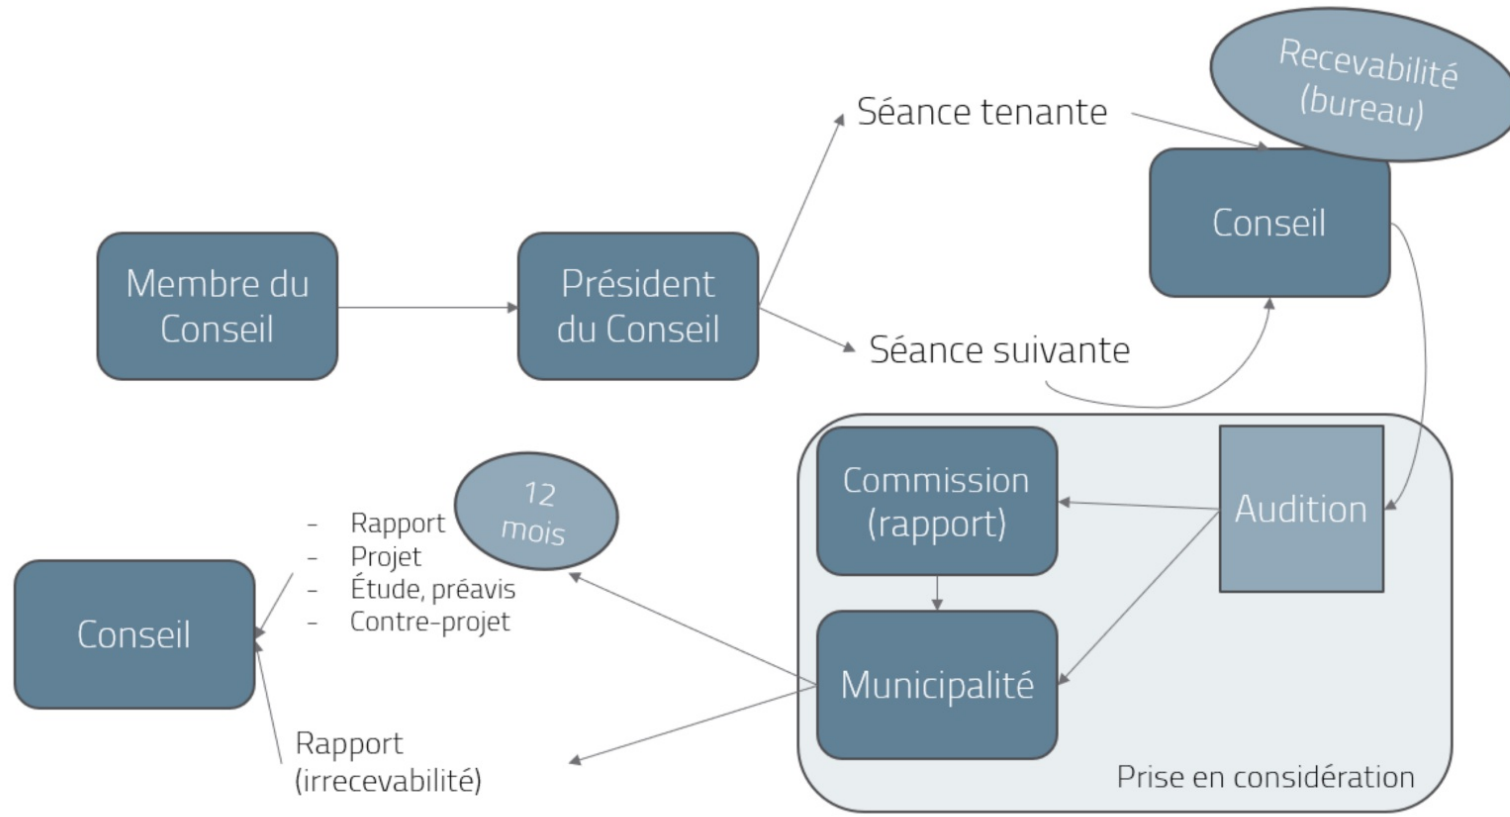 Recevabilité
(bureau)
Séance tenante
Conseil
Membre du
Conseil
Président
du Conseil
Séance suivante
Commission
(rapport)
Audition
12
mois
- Rapport
- Projet
- Étude, préavis
- Contre-projet
Conseil
Municipalité
Rapport
(irrecevabilité)
Prise en considération